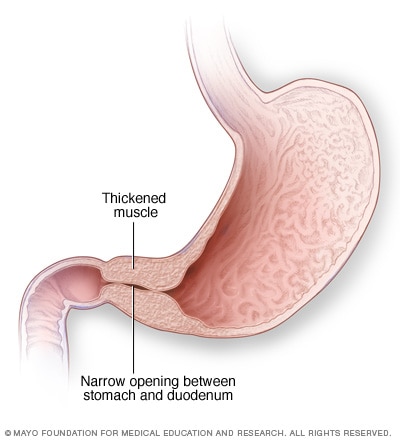 Thickened
muscle
Narrow opening between
stomach and duodenum
© MAYO FOUNDATION FOR MEDICAL EDUCATION AND RESEARCH. ALL RIGHTS RESERVED.